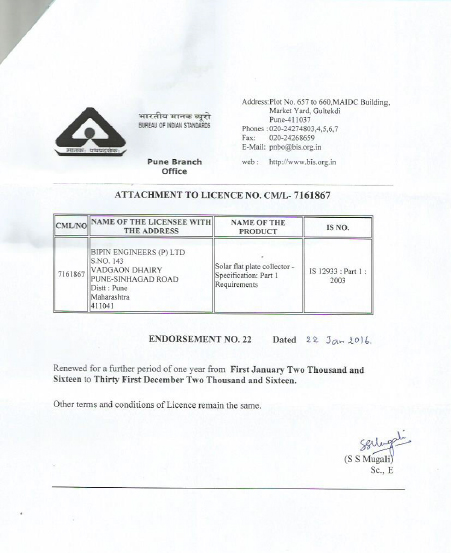 Address:Plot No. 657 to 660,MAIDC Building,
Market Yard, Gultekdi
Pune-411037
Phones :020-24274803,4,5,6,7
Fax: 020-24268659
E-Mail: pnbo@bis.org.in
web : http://www.bis.org.in
भारतीय मानक ब्यूरो
BUREAU OF INDIAN STANDARDS
मानकः पथप्रदर्शकः
Pune Branch
Office
ATTACHMENT TO LICENCE NO. CM/L- 7161867
CML/NO NAME OF THE LICENSEE WITH THE ADDRESS NAME OF THE PRODUCT IS NO.
7161867
BIPIN ENGINEERS (P) LTD
S.NO. 143
VADGAON DHAIRY
PUNE-SINHAGAD ROAD
Distt : Pune
Maharashtra
411041
Solar flat plate collector -
Specification: Part 1
Requirements
IS 12933 : Part 1 :
2003
ENDORSEMENT NO. 22 Dated 22 Jan 2016.
Renewed for a further period of one year from First January Two Thousand and
Sixteen to Thirty First December Two Thousand and Sixteen.
Other terms and conditions of Licence remain the same.
SSMugali
(S S Mugali)
Sc., E